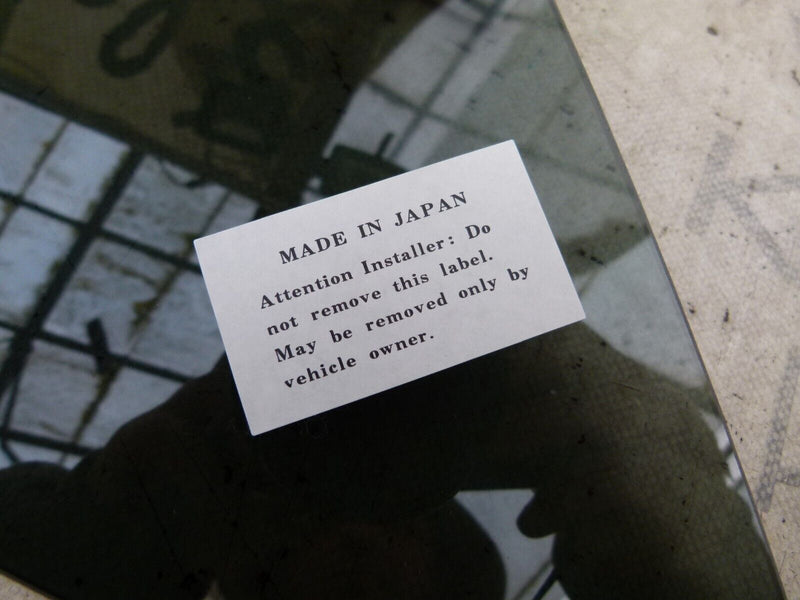 MADE IN JAPAN
Attention Installer: Do
not remove this label.
May be removed only by
vehicle owner.